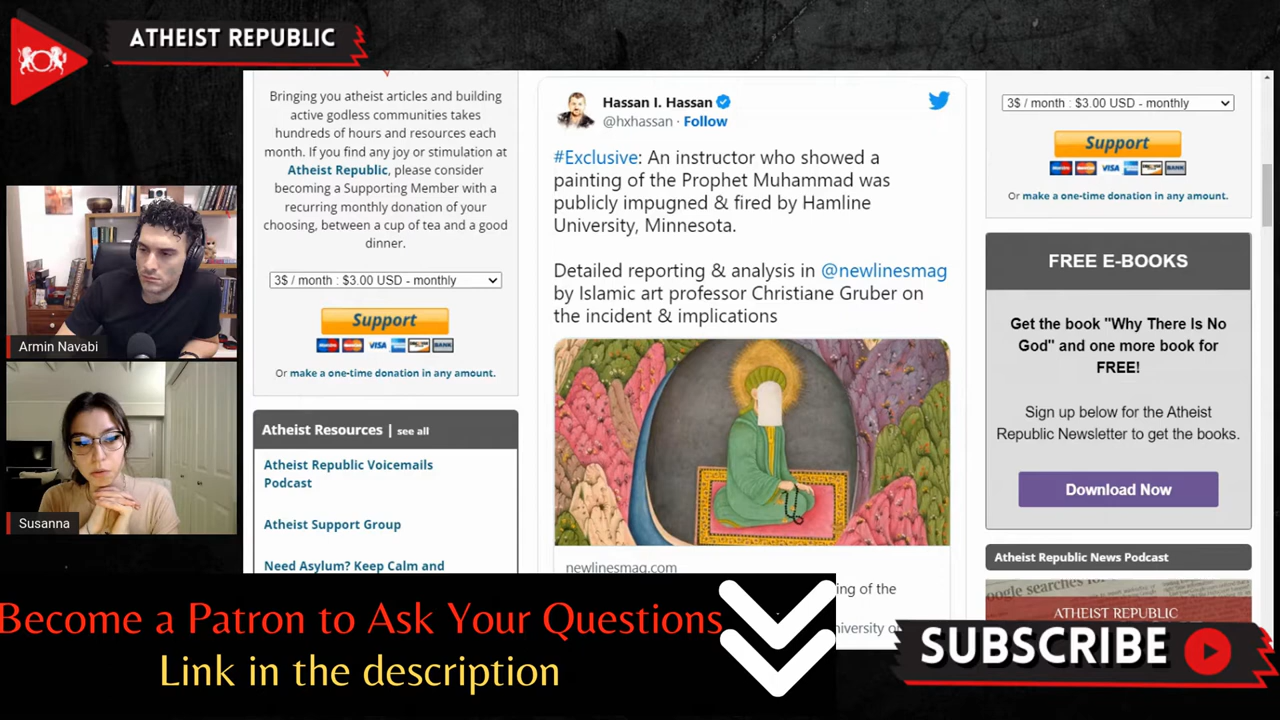 ATHEIST REPUBLIC
Bringing you atheist articles and building
active godless communities takes
hundreds of hours and resources each
month. If you find any joy or stimulation at
Atheist Republic, please consider
becoming a Supporting Member with a
recurring monthly donation of your
choosing, between a cup of tea and a good
dinner.
3$ / month : $3.00 USD - monthly
Support
VISA
BANK
Or make a one-time donation in any amount.
Atheist Resources | see all
Atheist Republic Voicemails
Podcast
Atheist Support Group
Need Asylum? Keep Calm and
Hassan I. Hassan
@hxhassan · Follow
#Exclusive: An instructor who showed a
painting of the Prophet Muhammad was
publicly impugned & fired by Hamline
University, Minnesota.
Detailed reporting & analysis in @newlinesmag
by Islamic art professor Christiane Gruber on
the incident & implications
newlinesmag.com
ing of the
3$ / month : $3.00 USD - monthly
Support
VISA
BANK
Or make a one-time donation in any amount.
FREE E-BOOKS
Get the book "Why There Is No
God" and one more book for
FREE!
Sign up below for the Atheist
Republic Newsletter to get the books.
Download Now
Atheist Republic News Podcast
ATHEIST REPUBLIC
Armin Navabi
Susanna
Become a Patron to Ask Your Questions
Link in the description
SUBSCRIBE